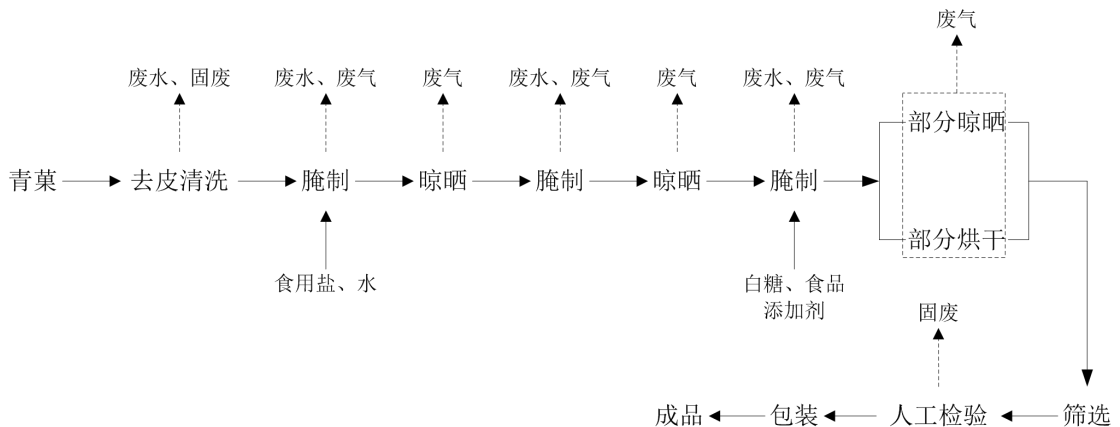 废气
废水、固废
废水、废气
废气
废水、废气
废气
废水、废气
部分晾晒
青菓
去皮清洗
腌制
晾晒
腌制
晾晒
腌制
部分烘干
食用盐、水
白糖、食品
添加剂
固废
成品
包装
人工检验
筛选